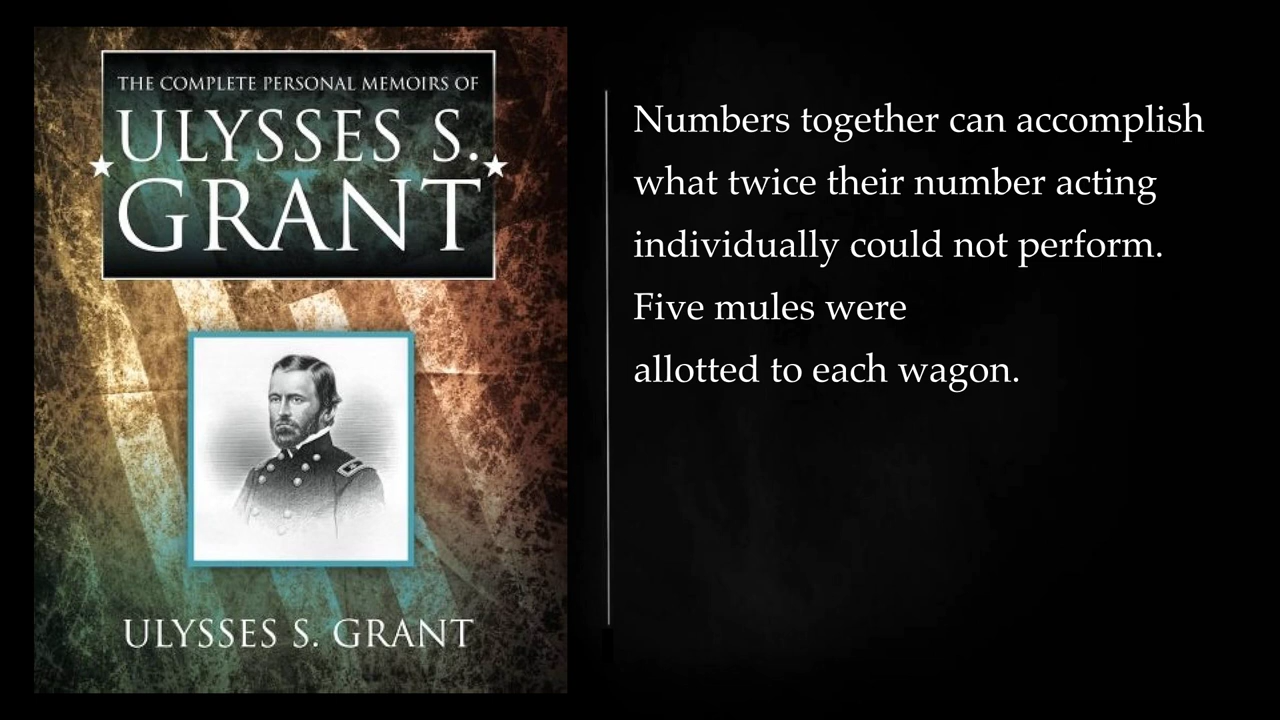 THE COMPLETE PERSONAL MEMOIRS OF
ULYSSES S.
GRANT
ULYSSES S. GRANT
Numbers together can accomplish
what twice their number acting
individually could not perform.
Five mules were
allotted to each wagon.